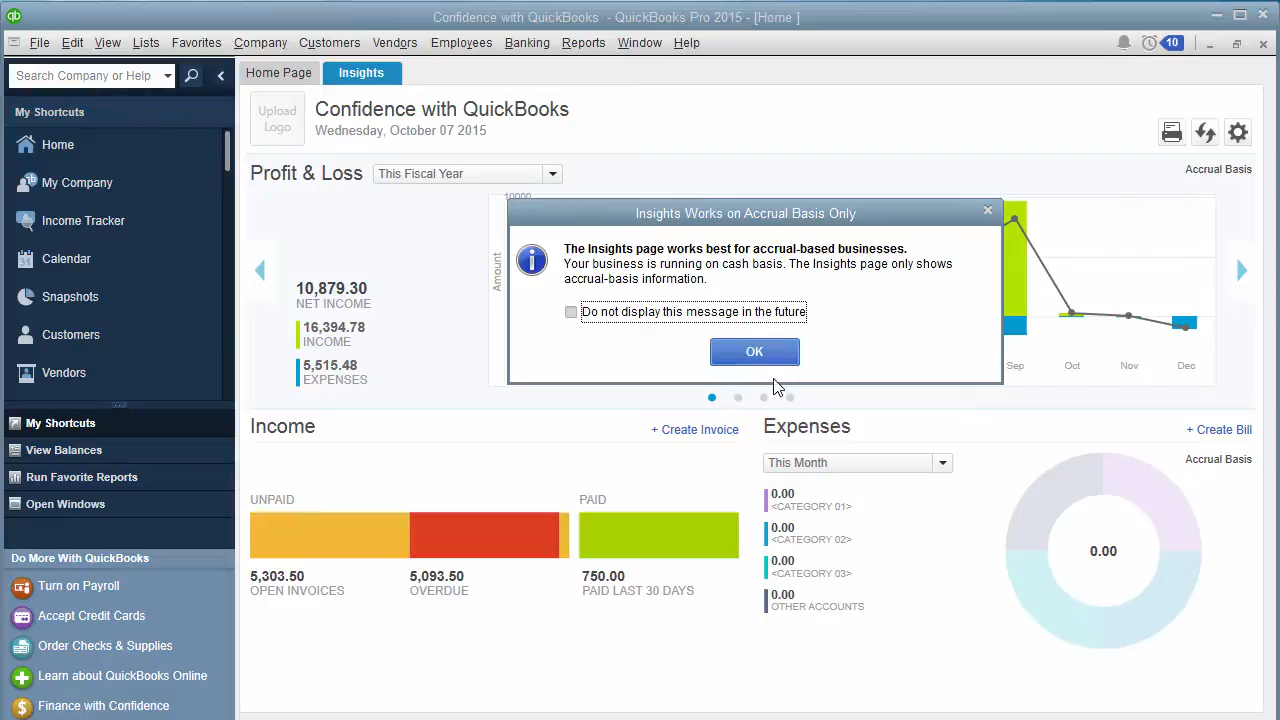 qb
Confidence with QuickBooks - QuickBooks Pro 2015 - [Home ]
File Edit View Lists Favorites Company Customers Vendors Employees Banking Reports Window Help
10
Search Company or Help
Home Page
Insights
My Shortcuts
Home
My Company
Income Tracker
Calendar
Snapshots
Customers
Vendors
My Shortcuts
View Balances
Run Favorite Reports
Open Windows
Do More With QuickBooks
Turn on Payroll
Accept Credit Cards
Order Checks & Supplies
Learn about QuickBooks Online
Finance with Confidence
Upload
Logo
Confidence with QuickBooks
Wednesday, October 07 2015
Profit & Loss
This Fiscal Year
Accrual Basis
10,879.30
NET INCOME
16,394.78
INCOME
5,515.48
EXPENSES
10000
Amount
Sep Oct Nov Dec
Insights Works on Accrual Basis Only
The Insights page works best for accrual-based businesses.
Your business is running on cash basis. The Insights page only shows
accrual-basis information.
Do not display this message in the future
OK
Income
+ Create Invoice
UNPAID
PAID
5,303.50
OPEN INVOICES
5,093.50
OVERDUE
750.00
PAID LAST 30 DAYS
Expenses
+ Create Bill
This Month
Accrual Basis
0.00
<CATEGORY 01>
0.00
<CATEGORY 02>
0.00
<CATEGORY 03>
0.00
OTHER ACCOUNTS
0.00